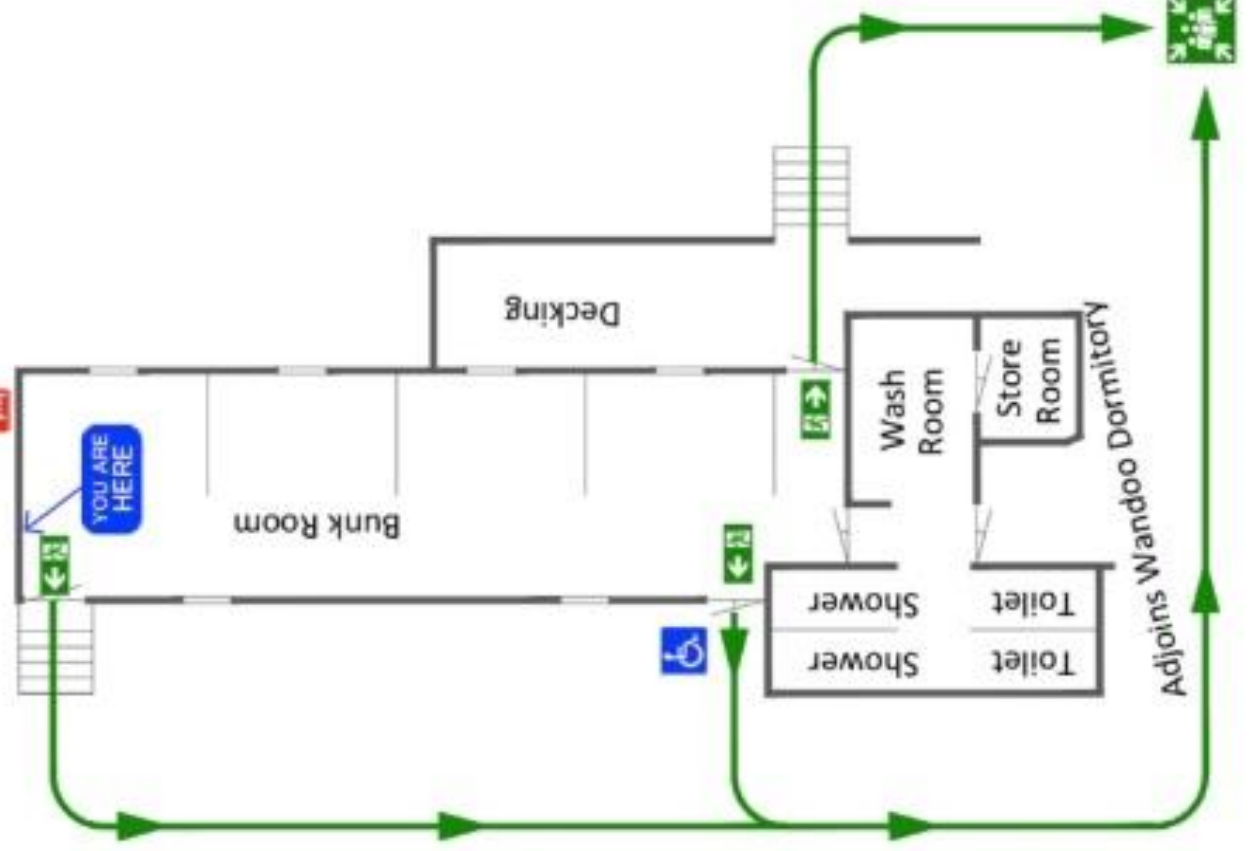 Decking
YOU ARE
HERE
Bunk Room
Wash
Room
Store
Room
Shower
Toilet
Shower
Toilet
Adjoins Wandoo Dormitory